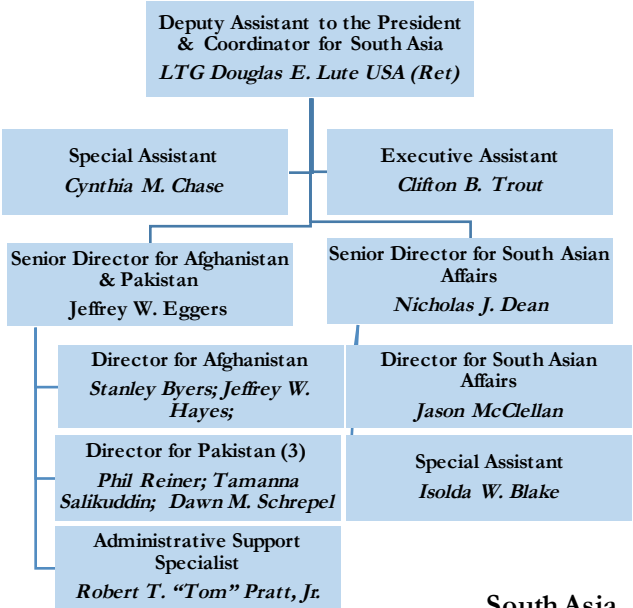 Deputy Assistant to the President
& Coordinator for South Asia
LTG Douglas E. Lute USA (Ret)
Special Assistant
Cynthia M. Chase
Executive Assistant
Clifton B. Trout
Senior Director for Afghanistan
& Pakistan
Jeffrey W. Eggers
Senior Director for South Asian
Affairs
Nicholas J. Dean
Director for Afghanistan
Stanley Byers; Jeffrey W.
Hayes;
Director for Pakistan (3)
Phil Reiner; Tamanna
Salikuddin; Dawn M. Schrepel
Administrative Support
Specialist
Robert T. “Tom” Pratt, Jr.
Director for South Asian
Affairs
Jason McClellan
Special Assistant
Isolda W. Blake
South Asia